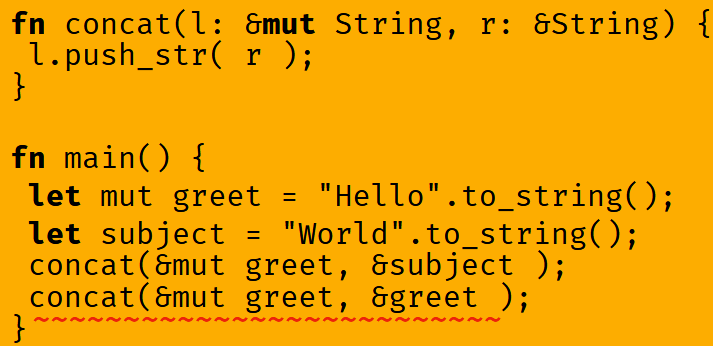 fn concat(l: &mut String, r: &String) {
l.push_str( r );
}
fn main() {
let mut greet = "Hello".to_string();
let subject = "World".to_string();
concat(&mut greet, &subject );
concat(&mut greet, &greet );
}